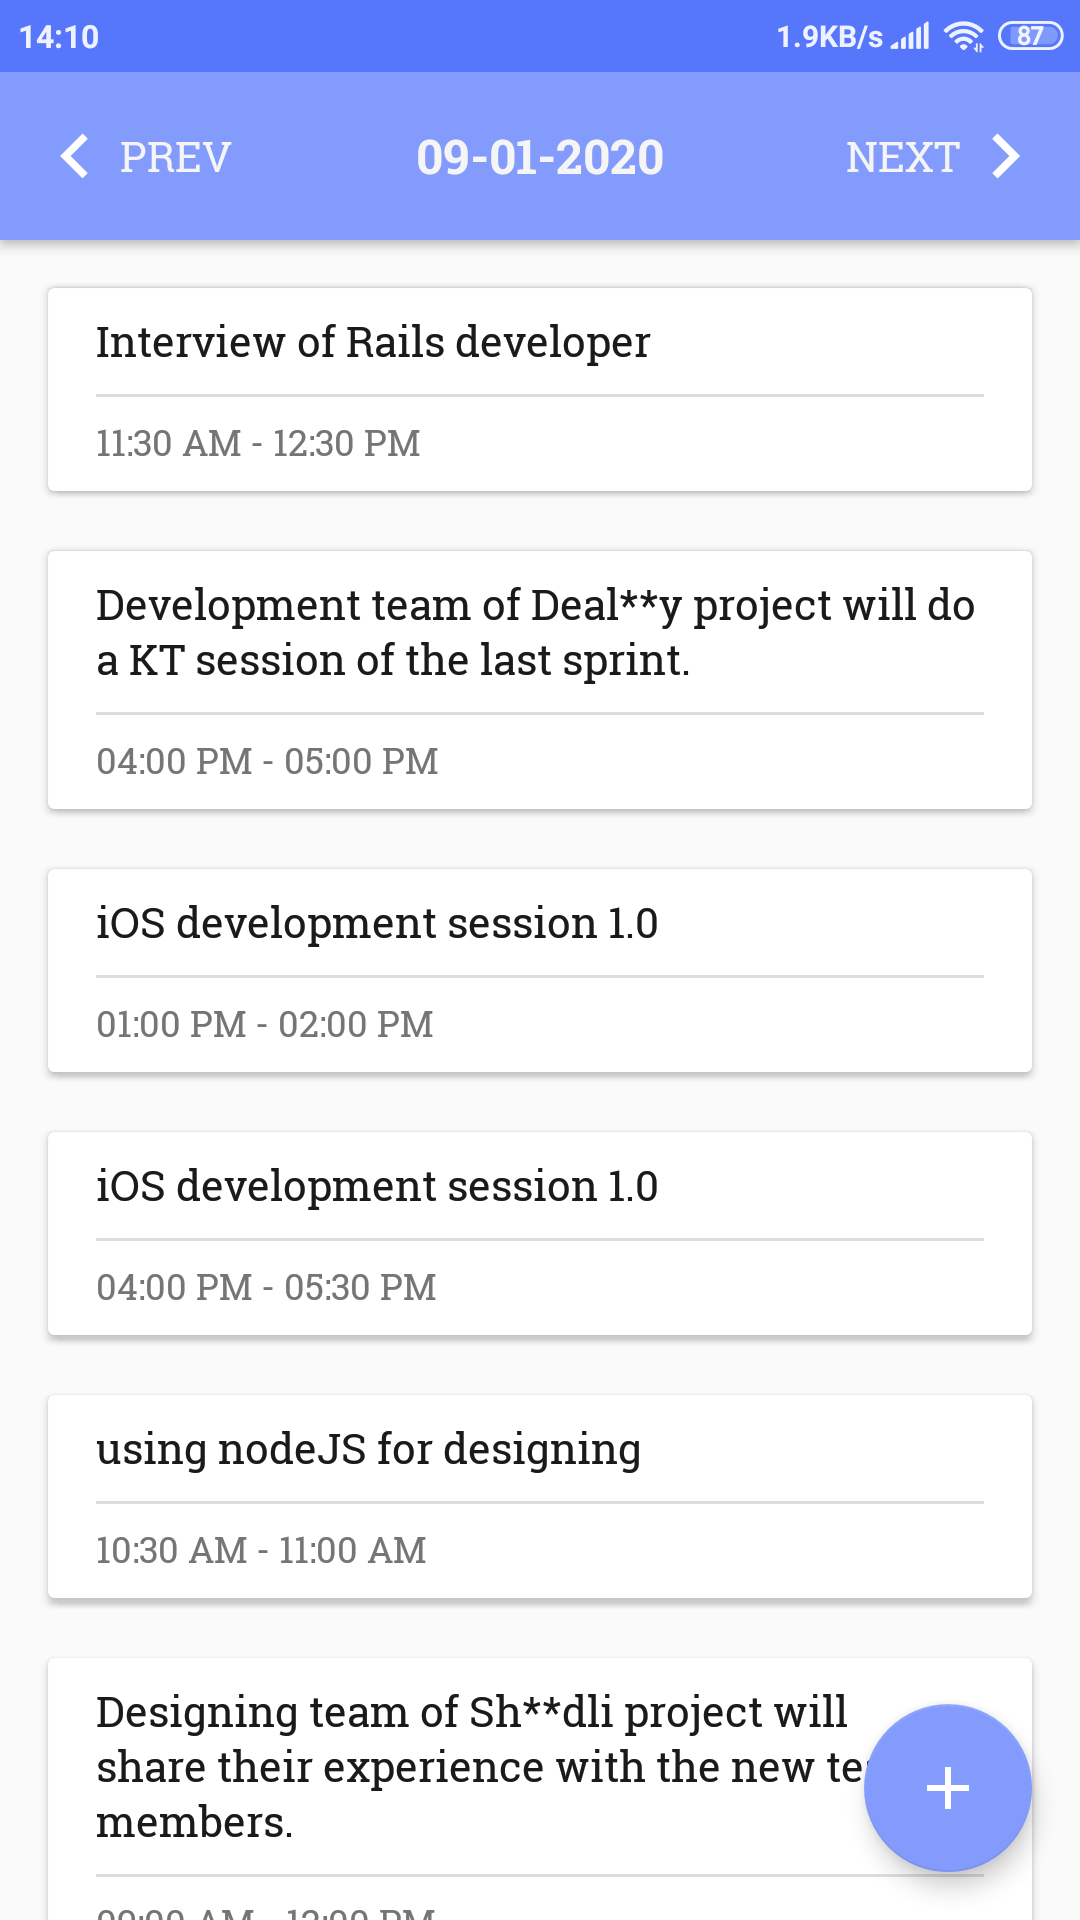 14:10
1.9KB/s
87
PREV
09-01-2020
NEXT
Interview of Rails developer
11:30 AM - 12:30 PM
Development team of Deal**y project will do
a KT session of the last sprint.
04:00 PM - 05:00 PM
iOS development session 1.0
01:00 PM - 02:00 PM
iOS development session 1.0
04:00 PM - 05:30 PM
using nodeJS for designing
10:30 AM - 11:00 AM
Designing team of Sh**dli project will
share their experience with the new
members.